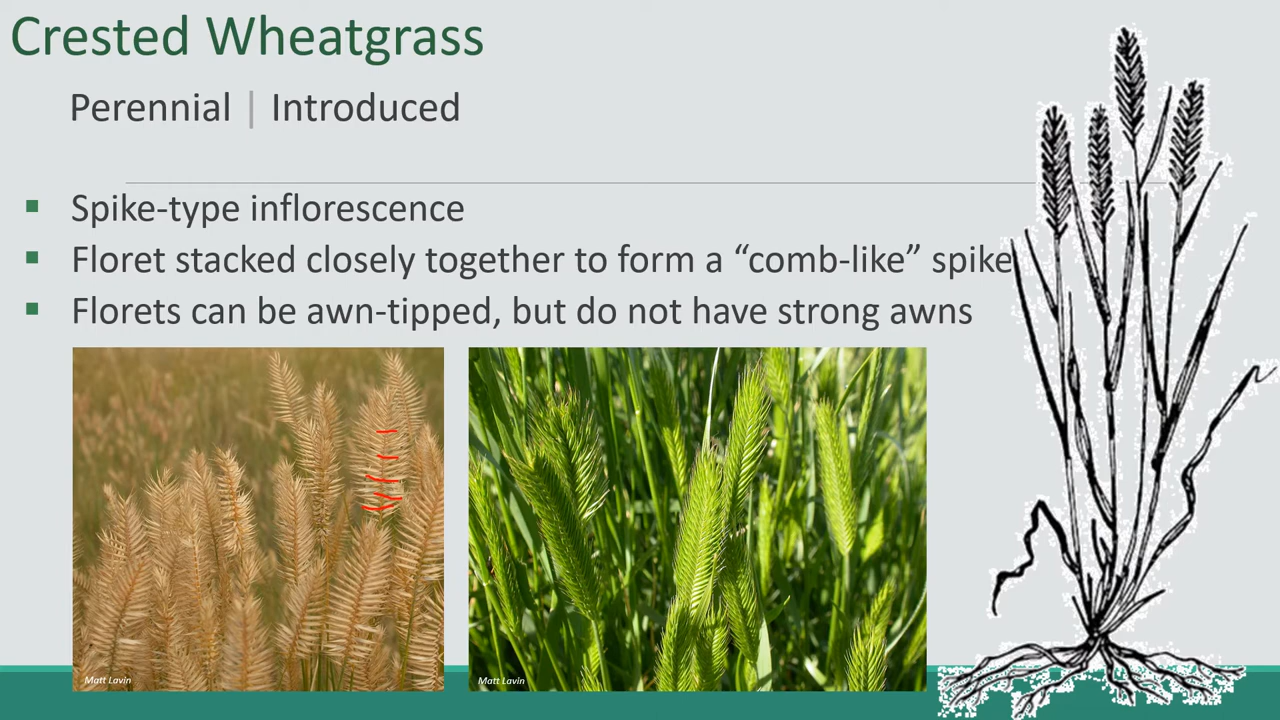 Crested Wheatgrass
Perennial | Introduced
▪ Spike-type inflorescence
▪ Floret stacked closely together to form a “comb-like” spike
▪ Florets can be awn-tipped, but do not have strong awns
Matt Lavin
Matt Lavin